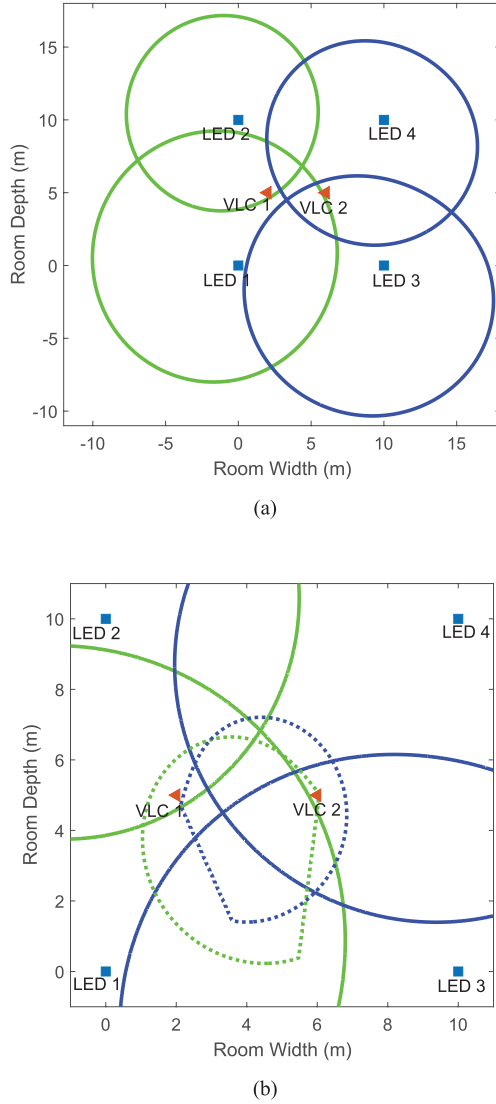 15
10
5
0
-5
-10
Room Depth (m)
LED 2
LED 4
VLC 1
VLC 2
LED 1
LED 3
-10
-5
0
5
10
15
Room Width (m)
(a)
10
8
6
4
2
0
Room Depth (m)
LED 2
LED 4
VLC 1
VLC 2
LED 1
LED 3
0
2
4
6
8
10
Room Width (m)
(b)